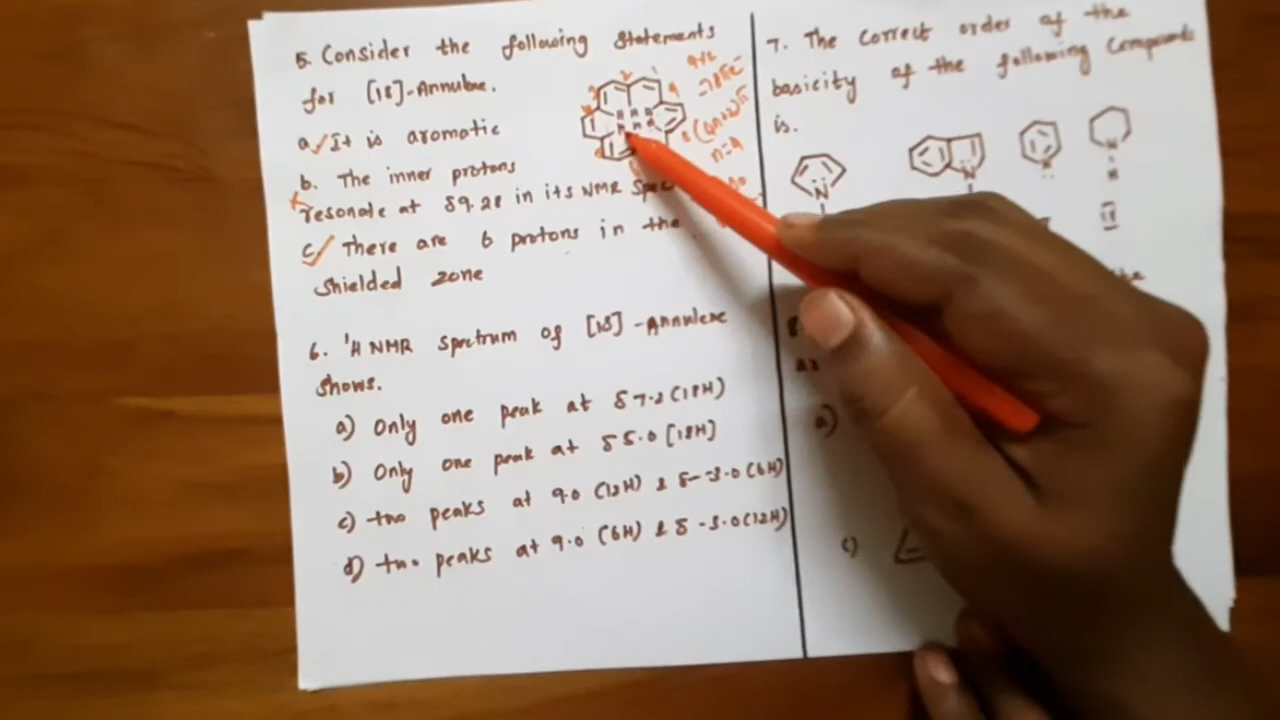 5. Consider the following Statements
for [18]-Annulene.
a. It is aromatic
b. The inner protons
resonate at δ9.28 in its NMR Spec
c. There are 6 protons in the
shielded zone
6. ¹H NMR spectrum of [18]-Annulene
shows.
a) Only one peak at δ7.2 (18H)
b) Only one peak at δ5.0 [18H]
c) two peaks at 9.0 (12H) & δ-3.0 (6H)
d) two peaks at 9.0 (6H) & δ-3.0 (12H)
7. The correct order of the
basicity of the following Compounds
is.
N
N
N
N
H
a)
c)